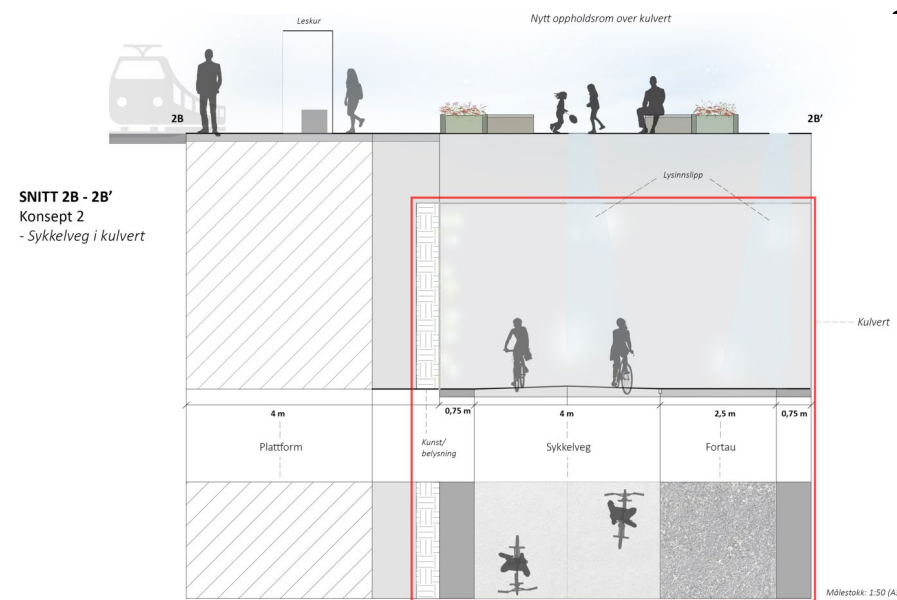 Leskur
Nytt oppholdsrom over kulvert
2B
2B'
Lysinnslipp
SNITT 2B - 2B'
Konsept 2
- Sykkelveg i kulvert
Kulvert
4 m
0,75 m
4 m
2,5 m
0,75 m
Plattform
Kunst/
belysning
Sykkelveg
Fortau
Målestokk: 1:50 (A3